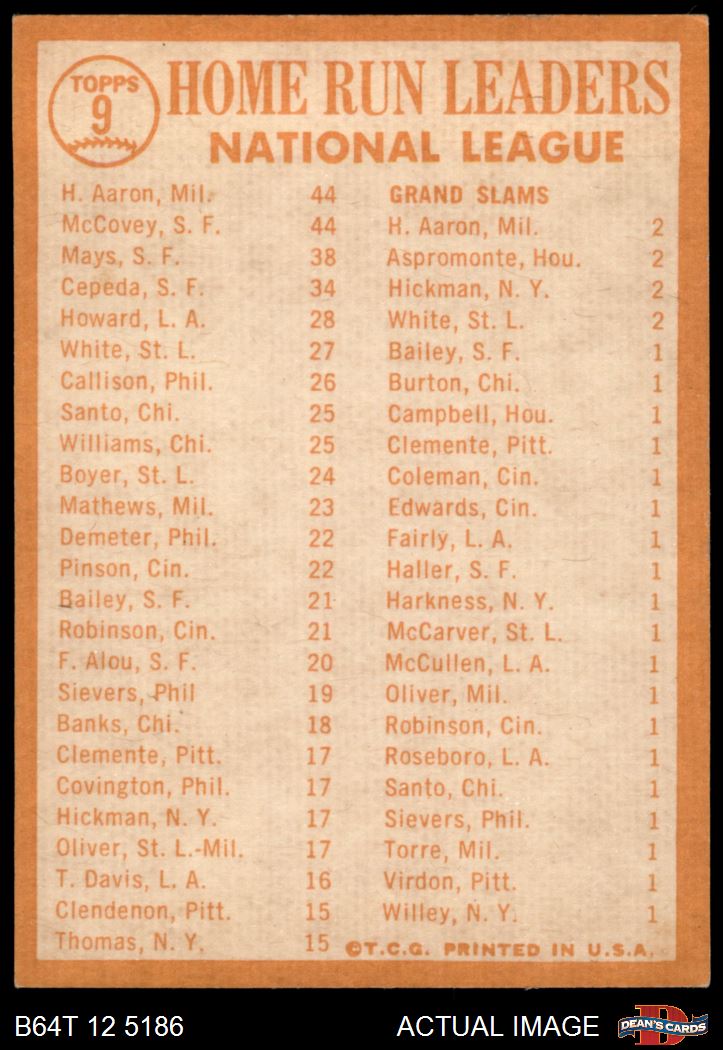 TOPPS
9
HOME RUN LEADERS
NATIONAL LEAGUE
H. Aaron, Mil. 44
McCovey, S. F. 44
Mays, S. F. 38
Cepeda, S. F. 34
Howard, L. A. 28
White, St. L. 27
Callison, Phil. 26
Santo, Chi. 25
Williams, Chi. 25
Boyer, St. L. 24
Mathews, Mil. 23
Demeter, Phil. 22
Pinson, Cin. 22
Bailey, S. F. 21
Robinson, Cin. 21
F. Alou, S. F. 20
Sievers, Phil 19
Banks, Chi. 18
Clemente, Pitt. 17
Covington, Phil. 17
Hickman, N. Y. 17
Oliver, St. L.-Mil. 17
T. Davis, L. A. 16
Clendenon, Pitt. 15
Thomas, N. Y. 15
GRAND SLAMS
H. Aaron, Mil. 2
Aspromonte, Hou. 2
Hickman, N. Y. 2
White, St. L. 2
Bailey, S. F. 1
Burton, Chi. 1
Campbell, Hou. 1
Clemente, Pitt. 1
Coleman, Cin. 1
Edwards, Cin. 1
Fairly, L. A. 1
Haller, S. F. 1
Harkness, N. Y. 1
McCarver, St. L. 1
McCullen, L. A. 1
Oliver, Mil. 1
Robinson, Cin. 1
Roseboro, L. A. 1
Santo, Chi. 1
Sievers, Phil. 1
Torre, Mil. 1
Virdon, Pitt. 1
Willey, N. Y. 1
©T.C.G. PRINTED IN U.S.A.
B64T 12 5186
ACTUAL IMAGE
D
DEAN'S CARDS